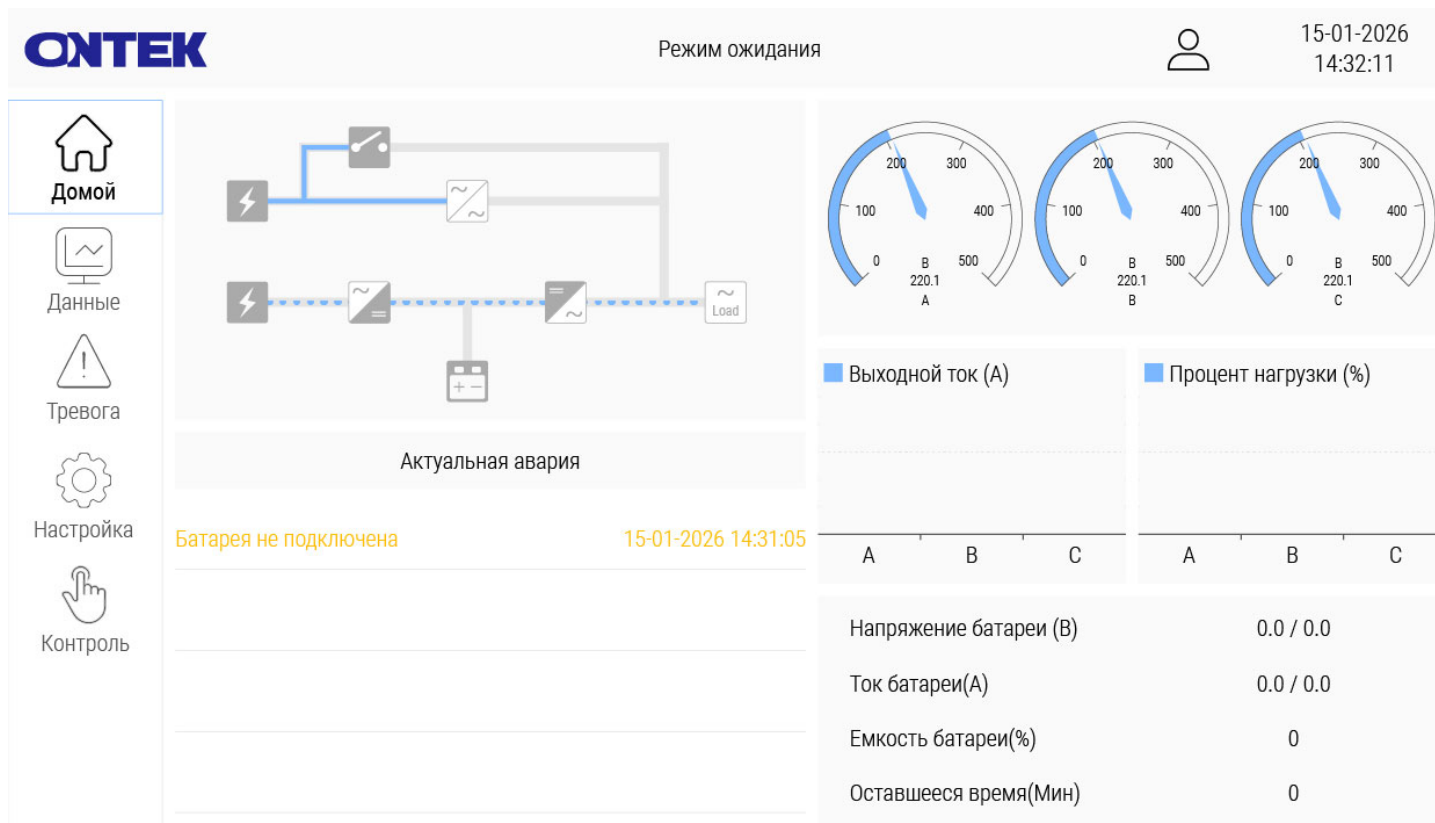 ONTEK
Режим ожидания
15-01-2026
14:32:11
Домой
Данные
Тревога
Настройка
Контроль
Load
Актуальная авария
Батарея не подключена 15-01-2026 14:31:05
0 100 200 300 400 500
В
220.1
A
0 100 200 300 400 500
В
220.1
B
0 100 200 300 400 500
В
220.1
C
Выходной ток (А)
A B C
Процент нагрузки (%)
A B C
Напряжение батареи (В) 0.0 / 0.0
Ток батареи(А) 0.0 / 0.0
Емкость батареи(%) 0
Оставшееся время(Мин) 0